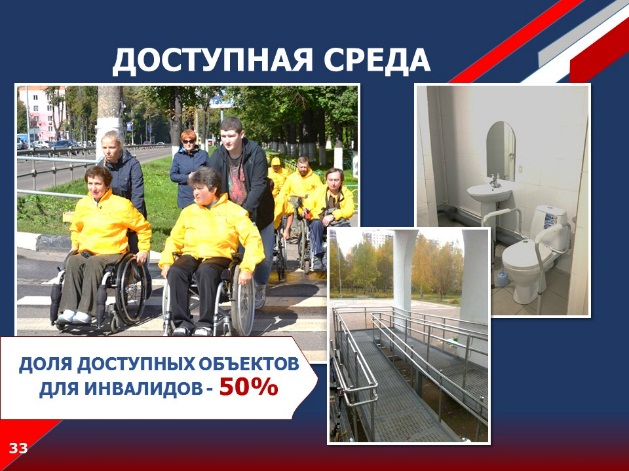 ДОСТУПНАЯ СРЕДА
ДОЛЯ ДОСТУПНЫХ ОБЪЕКТОВ
ДЛЯ ИНВАЛИДОВ - 50%
33